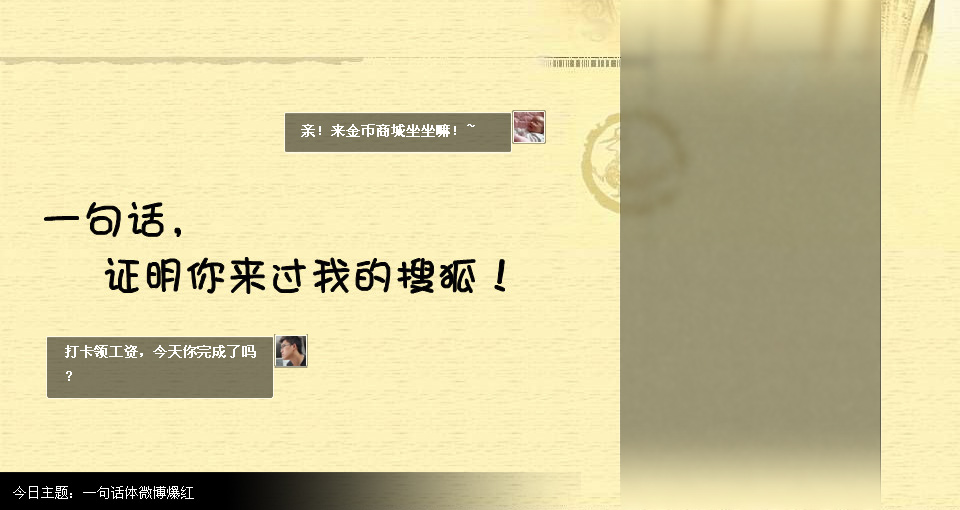 亲！来金币商城坐坐嘛！~
一句话，
证明你来过我的搜狐！
打卡领工资，今天你完成了吗
？
今日主题：一句话体微博爆红